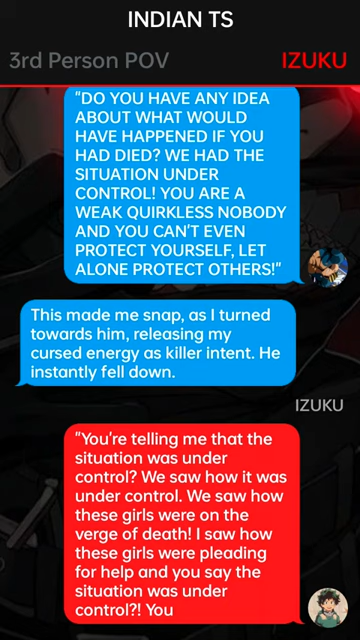 INDIAN TS
3rd Person POV
IZUKU
"DO YOU HAVE ANY IDEA
ABOUT WHAT WOULD
HAVE HAPPENED IF YOU
HAD DIED? WE HAD THE
SITUATION UNDER
CONTROL! YOU ARE A
WEAK QUIRKLESS NOBODY
AND YOU CAN'T EVEN
PROTECT YOURSELF, LET
ALONE PROTECT OTHERS!"
This made me snap, as I turned
towards him, releasing my
cursed energy as killer intent. He
instantly fell down.
IZUKU
"You're telling me that the
situation was under
control? We saw how it was
under control. We saw how
these girls were on the
verge of death! I saw how
these girls were pleading
for help and you say the
situation was under
control?! You